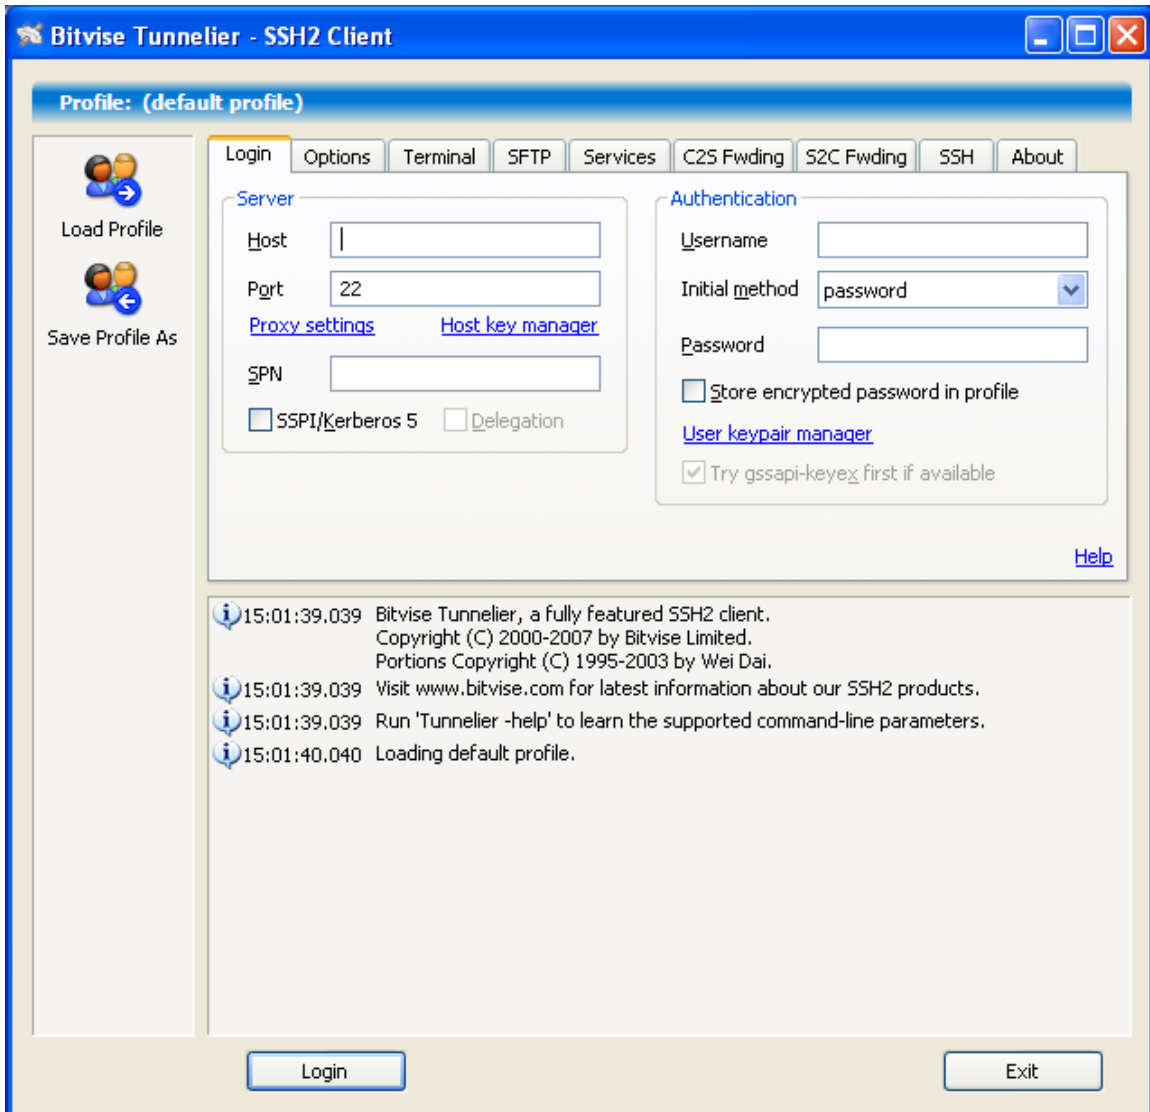 Bitvise Tunnelier - SSH2 Client
Profile: (default profile)
Load Profile
Save Profile As
Login Options Terminal SFTP Services C2S Fwding S2C Fwding SSH About
Server
Host
Port 22
Proxy settings Host key manager
SPN
SSPI/Kerberos 5 Delegation
Authentication
Username
Initial method password
Password
Store encrypted password in profile
User keypair manager
Try gssapi-keyex first if available
Help
15:01:39.039 Bitvise Tunnelier, a fully featured SSH2 client.
Copyright (C) 2000-2007 by Bitvise Limited.
Portions Copyright (C) 1995-2003 by Wei Dai.
15:01:39.039 Visit www.bitvise.com for latest information about our SSH2 products.
15:01:39.039 Run 'Tunnelier -help' to learn the supported command-line parameters.
15:01:40.040 Loading default profile.
Login Exit